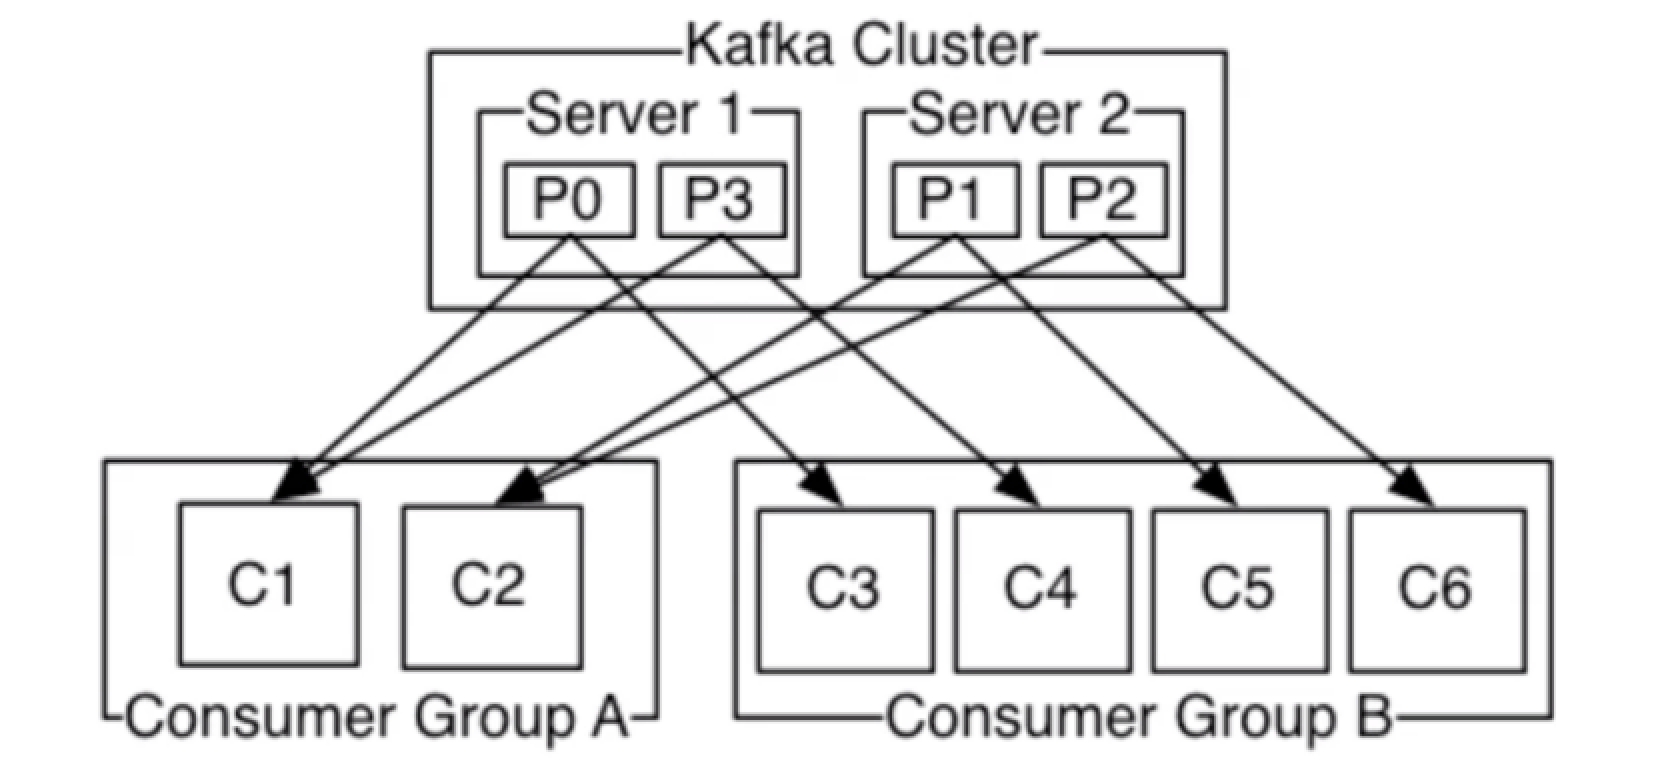 Kafka Cluster
Server 1
Server 2
P0
P3
P1
P2
C1
C2
C3
C4
C5
C6
Consumer Group A
Consumer Group B